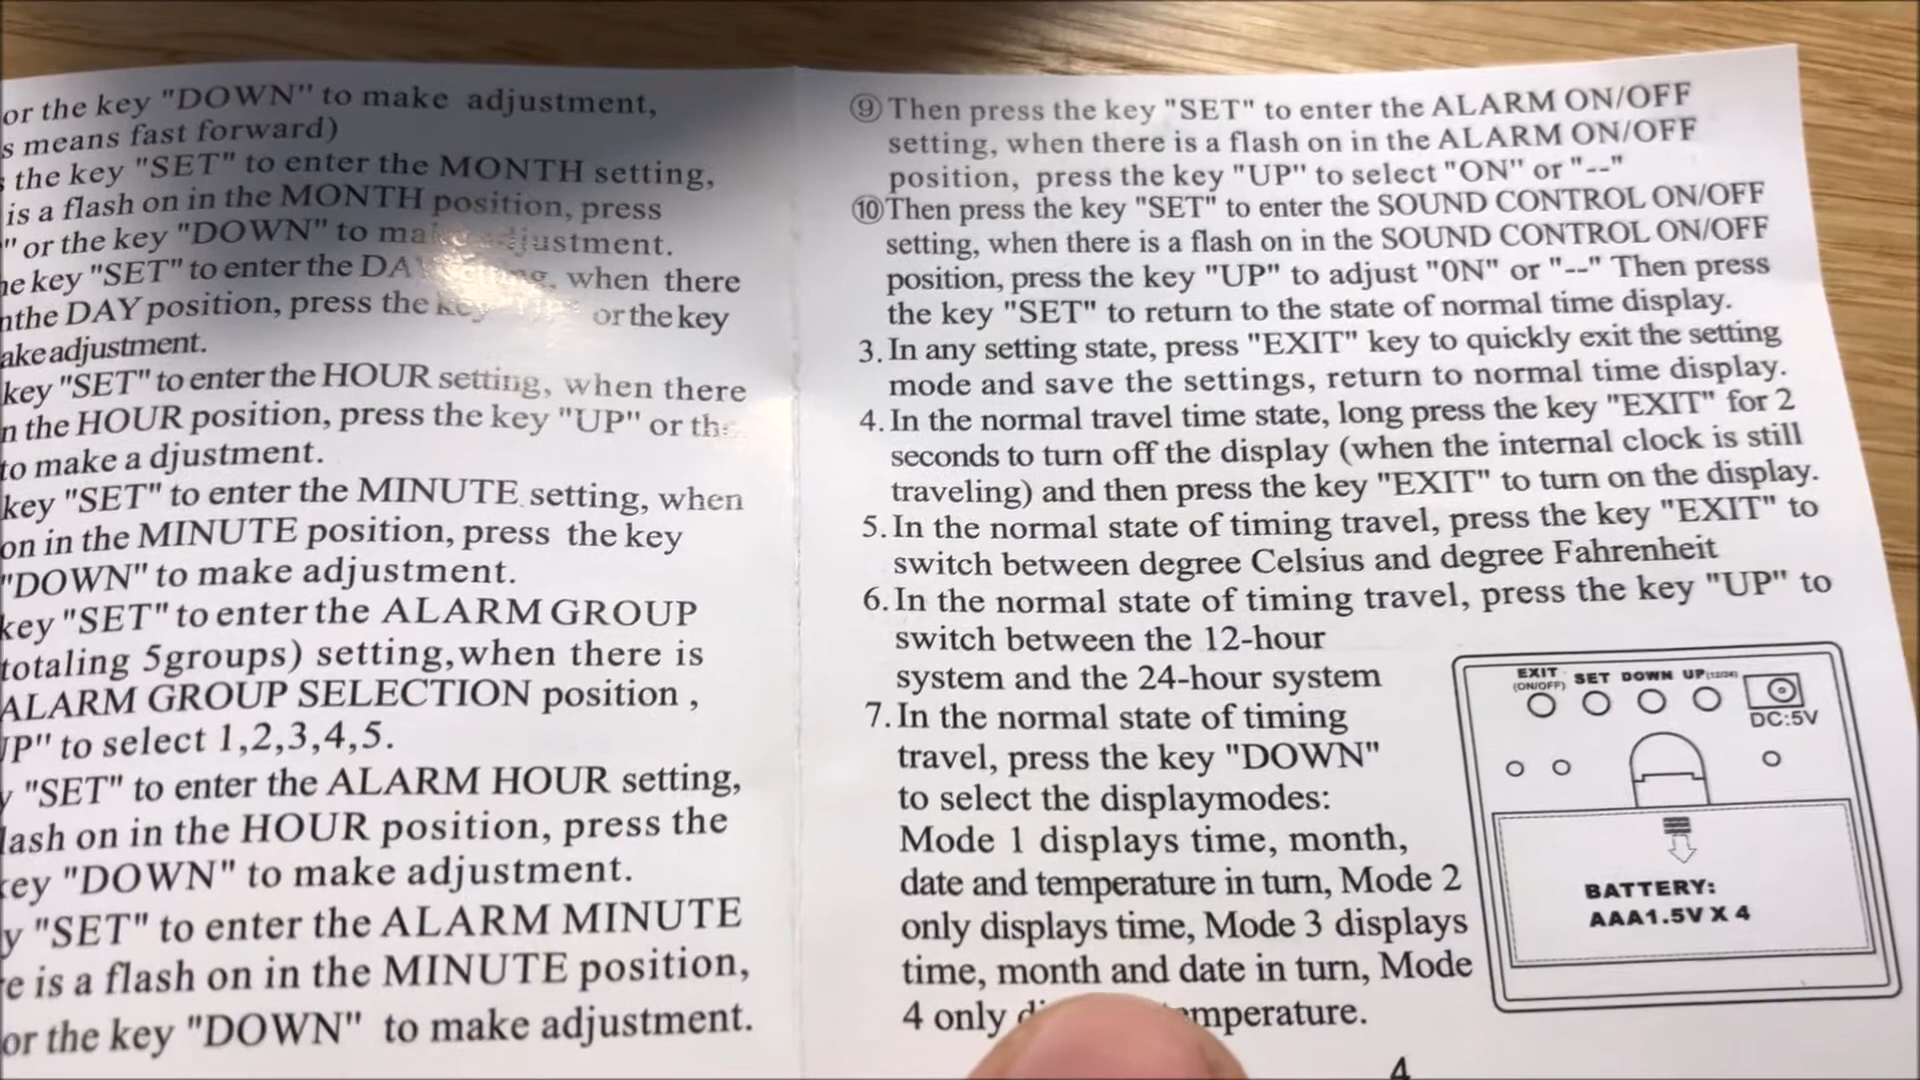 or the key "DOWN" to make adjustment,
s means fast forward)
the key "SET" to enter the MONTH setting,
is a flash on in the MONTH position, press
" or the key "DOWN" to make adjustment.
key "SET" to enter the DAY when there
the DAY position, press the key or the key
adjustment.
key "SET" to enter the HOUR setting, when there
n the HOUR position, press the key "UP" or
to make a djustment.
key "SET" to enter the MINUTE setting, when
on in the MINUTE position, press the key
"DOWN" to make adjustment.
key "SET" to enter the ALARM GROUP
totaling 5groups) setting,when there is
ALARM GROUP SELECTION position ,
UP" to select 1,2,3,4,5.
"SET" to enter the ALARM HOUR setting,
lash on in the HOUR position, press the
key "DOWN" to make adjustment.
y "SET" to enter the ALARM MINUTE
e is a flash on in the MINUTE position,
or the key "DOWN" to make adjustment.
⑨ Then press the key "SET" to enter the ALARM ON/OFF
setting, when there is a flash on in the ALARM ON/OFF
position, press the key "UP" to select "ON" or "--"
⑩ Then press the key "SET" to enter the SOUND CONTROL ON/OFF
setting, when there is a flash on in the SOUND CONTROL ON/OFF
position, press the key "UP" to adjust "0N" or "--" Then press
the key "SET" to return to the state of normal time display.
3. In any setting state, press "EXIT" key to quickly exit the setting
mode and save the settings, return to normal time display.
4. In the normal travel time state, long press the key "EXIT" for 2
seconds to turn off the display (when the internal clock is still
traveling) and then press the key "EXIT" to turn on the display.
5. In the normal state of timing travel, press the key "EXIT" to
switch between degree Celsius and degree Fahrenheit
6. In the normal state of timing travel, press the key "UP" to
switch between the 12-hour
system and the 24-hour system
7. In the normal state of timing
travel, press the key "DOWN"
to select the displaymodes:
Mode 1 displays time, month,
date and temperature in turn, Mode 2
only displays time, Mode 3 displays
time, month and date in turn, Mode
4 only temperature.
EXIT SET DOWN UP(12/24)
(ON/OFF)
DC:5V
BATTERY:
AAA1.5V X 4
4